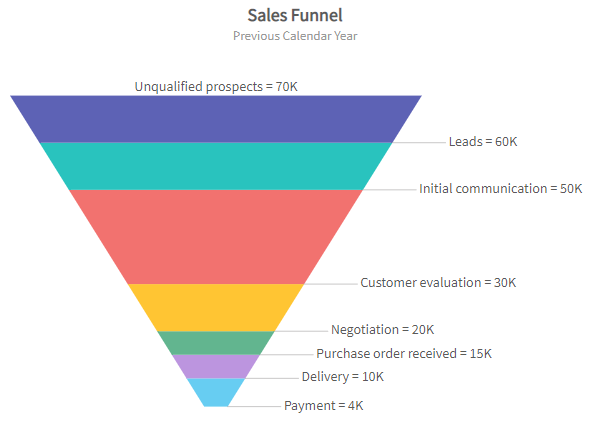 Sales Funnel
Previous Calendar Year
Unqualified prospects = 70K
Leads = 60K
Initial communication = 50K
Customer evaluation = 30K
Negotiation = 20K
Purchase order received = 15K
Delivery = 10K
Payment = 4K